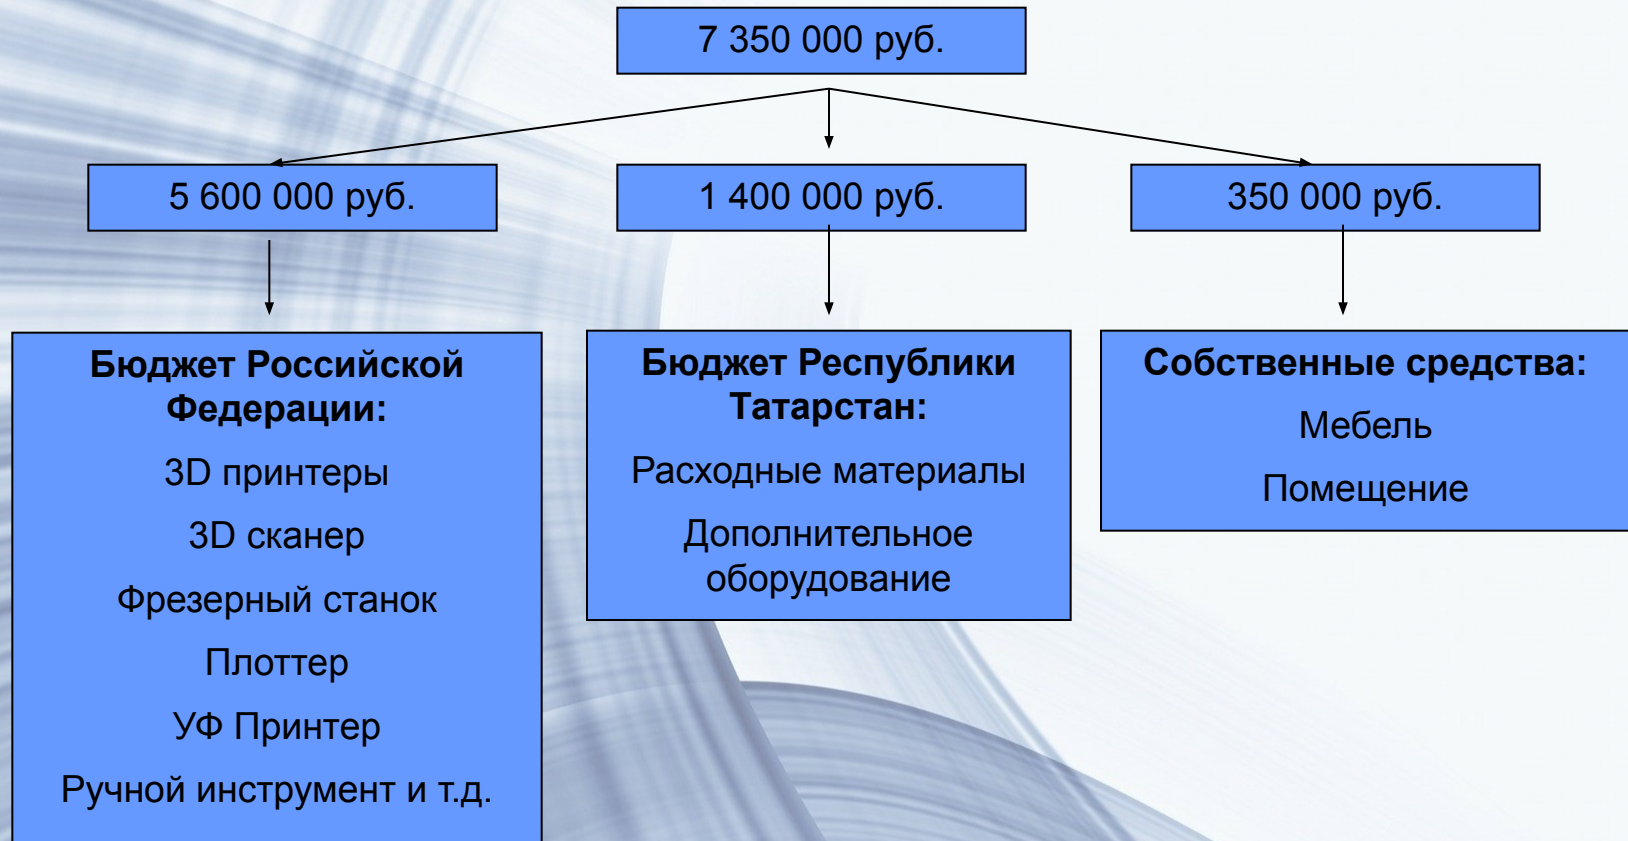 7 350 000 руб.
5 600 000 руб.
1 400 000 руб.
350 000 руб.
Бюджет Российской
Федерации:
3D принтеры
3D сканер
Фрезерный станок
Плоттер
УФ Принтер
Ручной инструмент и т.д.
Бюджет Республики
Татарстан:
Расходные материалы
Дополнительное
оборудование
Собственные средства:
Мебель
Помещение